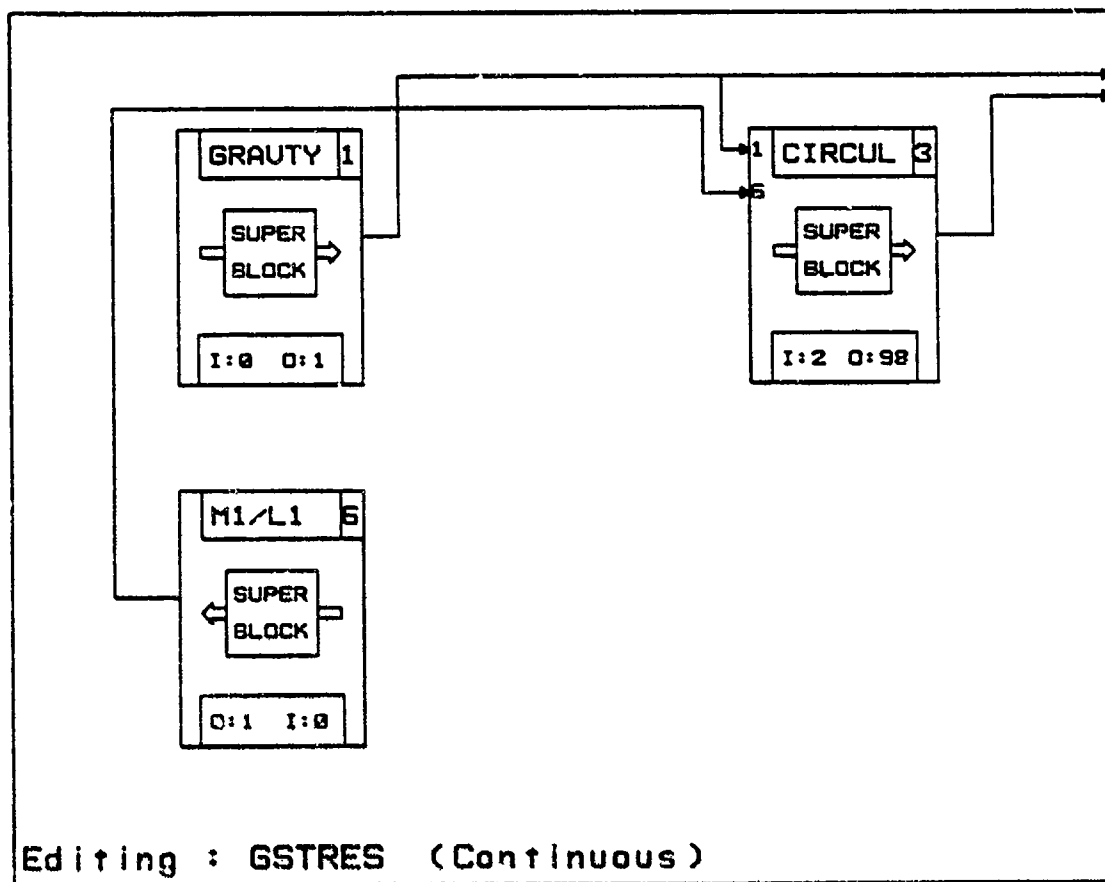 GRAVTY 1
SUPER
BLOCK
I:0 O:1
1 CIRCUL 3
6
SUPER
BLOCK
I:2 O:98
M1/L1 6
SUPER
BLOCK
O:1 I:0
Editing : GSTRES (Continuous)